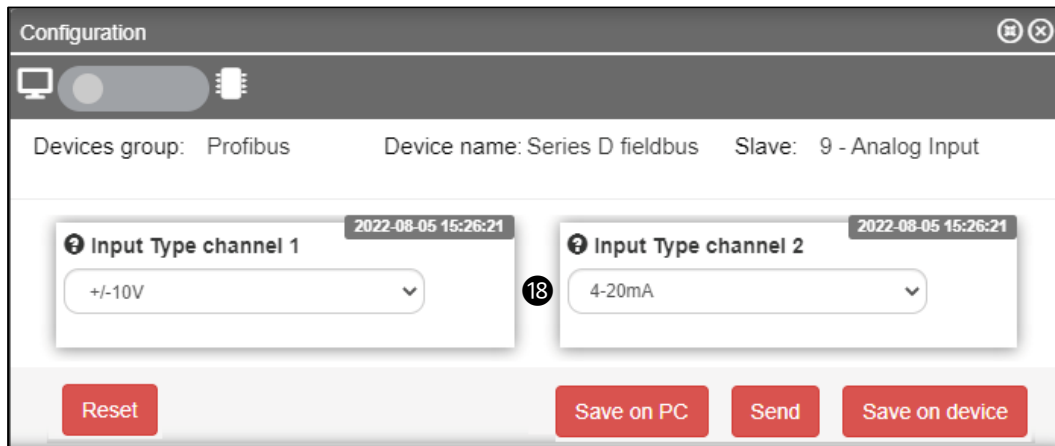 Configuration
Devices group: Profibus Device name: Series D fieldbus Slave: 9 - Analog Input
2022-08-05 15:26:21
Input Type channel 1
+/-10V
18
2022-08-05 15:26:21
Input Type channel 2
4-20mA
Reset Save on PC Send Save on device